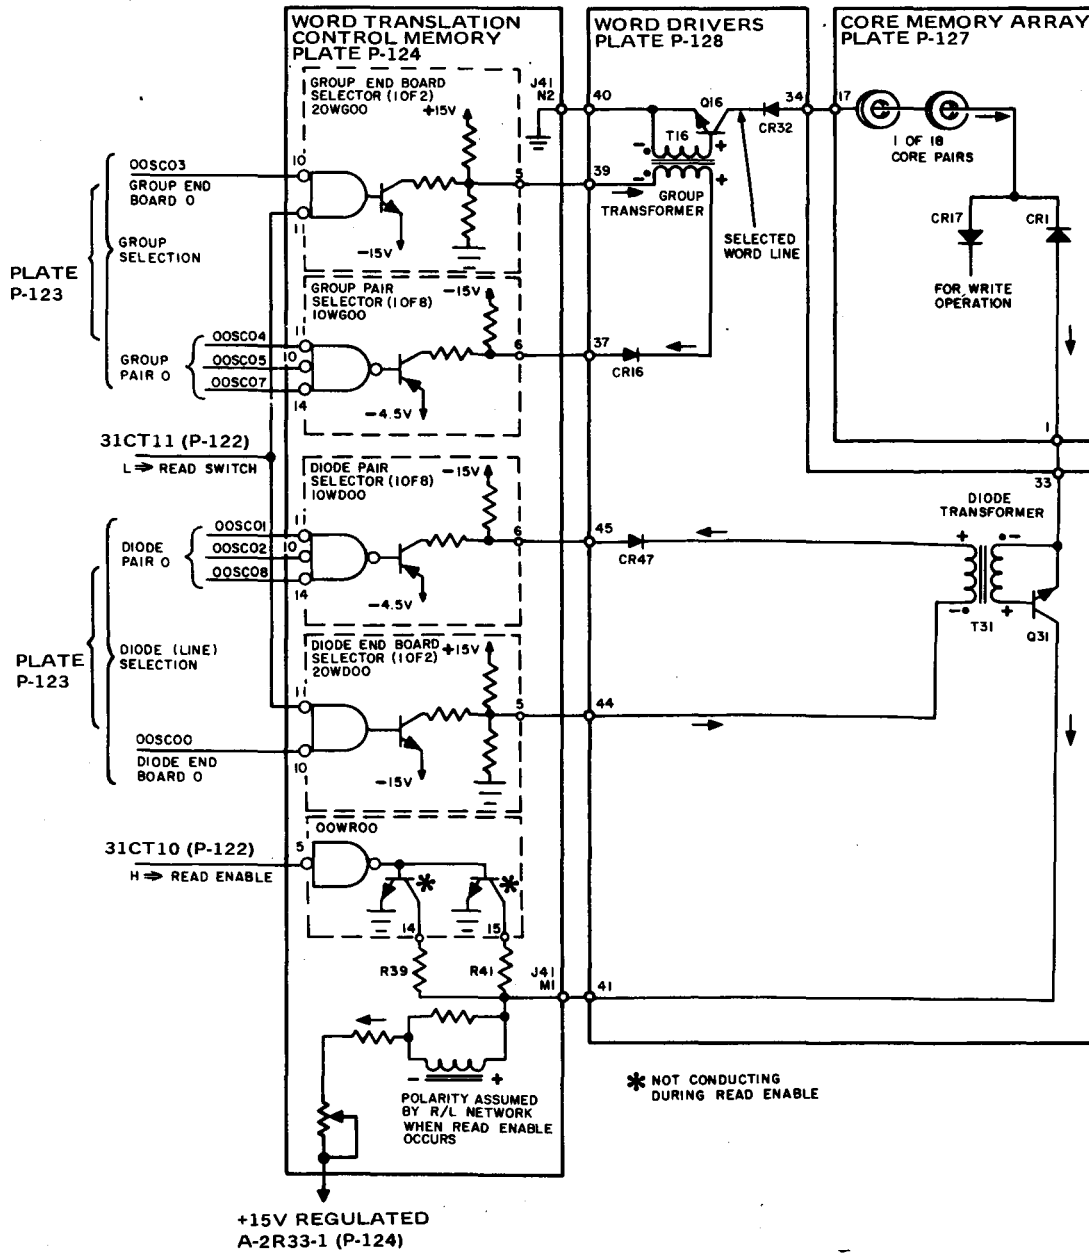 WORD TRANSLATION
CONTROL MEMORY
PLATE P-124
WORD DRIVERS
PLATE P-128
CORE MEMORY ARRAY
PLATE P-127
GROUP END BOARD
SELECTOR (1 OF 2)
20WG00
+15V
J41
N2
40
Q16
34
17
CR32
T16
1 OF 18
CORE PAIRS
00SC03
10
GROUP END
BOARD 0
11
5
39
- +
- +
GROUP
TRANSFORMER
CR17
CR1
-15V
SELECTED
WORD LINE
GROUP
SELECTION
PLATE
P-123
FOR WRITE
OPERATION
GROUP PAIR
SELECTOR (1 OF 8)
10WG00
-15V
00SC04
11
00SC05
10
00SC07
14
GROUP
PAIR 0
6
37
CR16
-4.5V
31CT11 (P-122)
L ⇒ READ SWITCH
1
33
DIODE PAIR
SELECTOR (1 OF 8)
10WD00
-15V
DIODE
TRANSFORMER
00SC01
11
00SC02
10
00SC08
14
DIODE
PAIR 0
6
45
CR47
+ -
- +
T31
Q31
-4.5V
DIODE END BOARD
SELECTOR (1 OF 2)
20WD00
+15V
PLATE
P-123
DIODE (LINE)
SELECTION
11
5
44
00SC00
10
DIODE END
BOARD 0
-15V
00WR00
31CT10 (P-122)
5
H ⇒ READ ENABLE
*
*
14
15
R39
R41
J41
M1
41
- +
POLARITY ASSUMED
BY R/L NETWORK
WHEN READ ENABLE
OCCURS
* NOT CONDUCTING
DURING READ ENABLE
+15V REGULATED
A-2R33-1 (P-124)